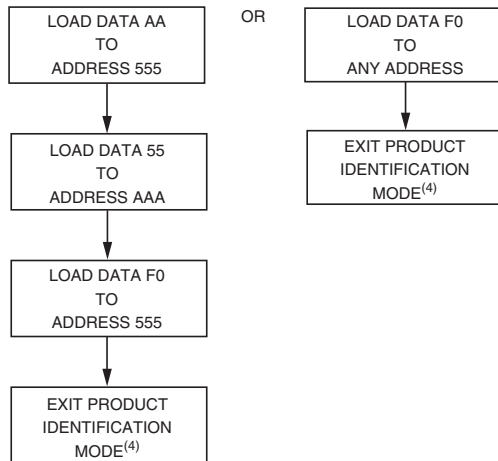 LOAD DATA AA
TO
ADDRESS 555
LOAD DATA 55
TO
ADDRESS AAA
LOAD DATA F0
TO
ADDRESS 555
EXIT PRODUCT
IDENTIFICATION
MODE(4)
OR
LOAD DATA F0
TO
ANY ADDRESS
EXIT PRODUCT
IDENTIFICATION
MODE(4)